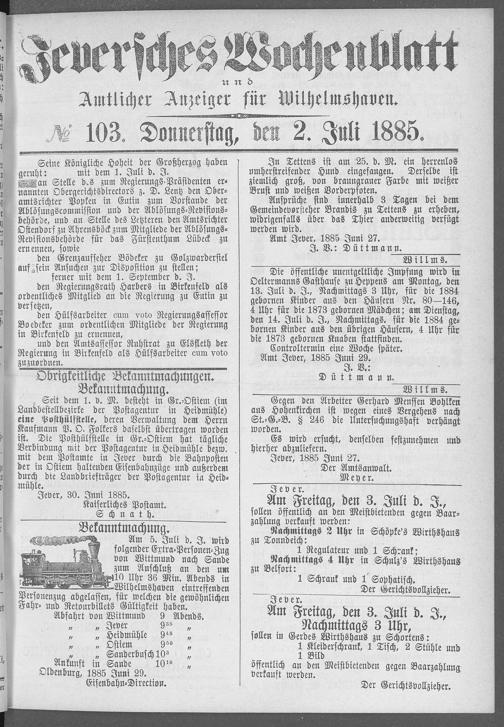 Jeversches Wochenblatt
und
Amtlicher Anzeiger für Wilhelmshaven.
№ 103. Donnerstag, den 2. Juli 1885.
Seine Königliche Hoheit der Großherzog haben
geruht: mit dem 1. Juli d. J.
an Stelle d.s zum Regierungs-Präsidenten er-
nannten Obergerichtsdirectors z. D. Lentz den Ober-
amtsrichter Popken in Eutin zum Vorstande der
Ablösungscommission und der Ablösungs-Revisions-
behörde, und an Stelle des Letzteren den Amtsrichter
Ostendorf zu Ahrensböck zum Mitgliede der Ablösungs-
Revisionsbehörde für das Fürstenthum Lübeck zu
ernennen, sowie
den Grenzaufseher Böbeker zu Golzwardersiel
auf sein Ansuchen zur Disposition zu stellen;
ferner mit dem 1. September d. J.
den Regierungsrath Harbers in Birkenfeld als
ordentliches Mitglied an die Regierung zu Eutin zu
versetzen,
den Hülfsarbeiter cum voto Regierungsassessor
Boedeker zum ordentlichen Mitgliede der Regierung
in Birkenfeld zu ernennen,
und den Amtsassessor Ruhstrat zu Elsfleth der
Regierung in Birkenfeld als Hülfsarbeiter cum voto
zuzuordnen.
Obrigkeitliche Bekanntmachungen.
Bekanntmachung.
Seit dem 1. d. M. besteht in Gr.-Ostiem (im
Landbestellbezirke der Postagentur in Heidmühle)
eine Posthülfstelle, deren Verwaltung dem Herrn
Kaufmann P. O. Folkers daselbst übertragen worden
ist. Die Posthülfstelle in Gr.-Ostiem hat tägliche
Verbindung mit der Postagentur in Heidmühle bezw.
mit dem Postamte in Jever durch die Bahnposten
der in Ostiem haltenden Eisenbahnzüge und außerdem
durch die Landbriefträger der Postagentur in Heid-
mühle.
Jever, 30. Juni 1885.
Kaiserliches Postamt.
Schnath.
Bekanntmachung.
Am 5. Juli d. J. wird
folgender Extra-Personen-Zug
von Wittmund nach Sande
zum Anschluß an den um
10 Uhr 36 Min. Abends in
Wilhelmshaven eintreffenden
Personenzug abgelassen, für welchen die gewöhnlichen
Fahr- und Retourbillets Gültigkeit haben.
Abfahrt von Wittmund 9 Abends.
„ „ Jever 9³⁵ „
„ „ Heidmühle 9⁴⁸ „
„ „ Ostiem 9⁵⁶ „
„ „ Sanderbusch 10⁸ „
Ankunft in Sande 10¹⁵ „
Oldenburg, 1885 Juni 29.
Eisenbahn-Direction.
In Tettens ist am 25. d. M. ein herrenlos
umherstreifender Hund eingefangen. Derselbe ist
ziemlich groß, von braungrauer Farbe mit weißer
Brust und weißen Vorderpfoten.
Ansprüche sind innerhalb 3 Tagen bei dem
Gemeindevorsteher Brandis zu Tettens zu erheben,
widrigenfalls über das Thier anderweitig verfügt
werden wird.
Amt Jever, 1885 Juni 27.
J. V.: Düttmann.
Willms.
Die öffentliche unentgeltliche Impfung wird in
Oeltermanns Gasthause zu Heppens am Montag, den
13. Juli d. J., Nachmittags 3 Uhr, für die 1884
gebornen Kinder aus den Häusern Nr. 80—146,
4 Uhr für die 1873 gebornen Mädchen; am Dienstag,
den 14. Juli d. J., Nachmittags, für die 1884 ge-
bornen Kinder aus den übrigen Häusern, 4 Uhr
für die 1873 gebornen Knaben stattfinden.
Controltermin eine Woche später.
Amt Jever, 1885 Juni 29.
J. V.:
Düttmann.
Willms.
Gegen den Arbeiter Gerhard Menssen Bohlken
aus Hohenkirchen ist wegen eines Vergehens nach
St.-G.-B. § 246 die Untersuchungshaft verhängt
worden.
Es wird ersucht, denselben festzunehmen und
hierher abzuliefern.
Jever, 1885 Juni 27.
Der Amtsanwalt.
Meyer.
Jever.
Am Freitag, den 3. Juli d. J.,
sollen öffentlich an den Meistbietenden gegen Baar-
zahlung verkauft werden:
Nachmittags 2 Uhr in Schöpke's Wirthshaus
zu Tonndeich:
1 Regulateur und 1 Schrank;
Nachmittags 4 Uhr in Schulz's Wirthshaus
zu Belfort:
1 Schrank und 1 Sophatisch.
Der Gerichtsvollzieher.
Jever.
Am Freitag, den 3. Juli d. J.,
Nachmittags 3 Uhr,
sollen in Gerdes Wirthshaus zu Schortens:
1 Kleiderschrank, 1 Tisch, 2 Stühle und
1 Bild
öffentlich an den Meistbietenden gegen Baarzahlung
verkauft werden.
Der Gerichtsvollzieher.